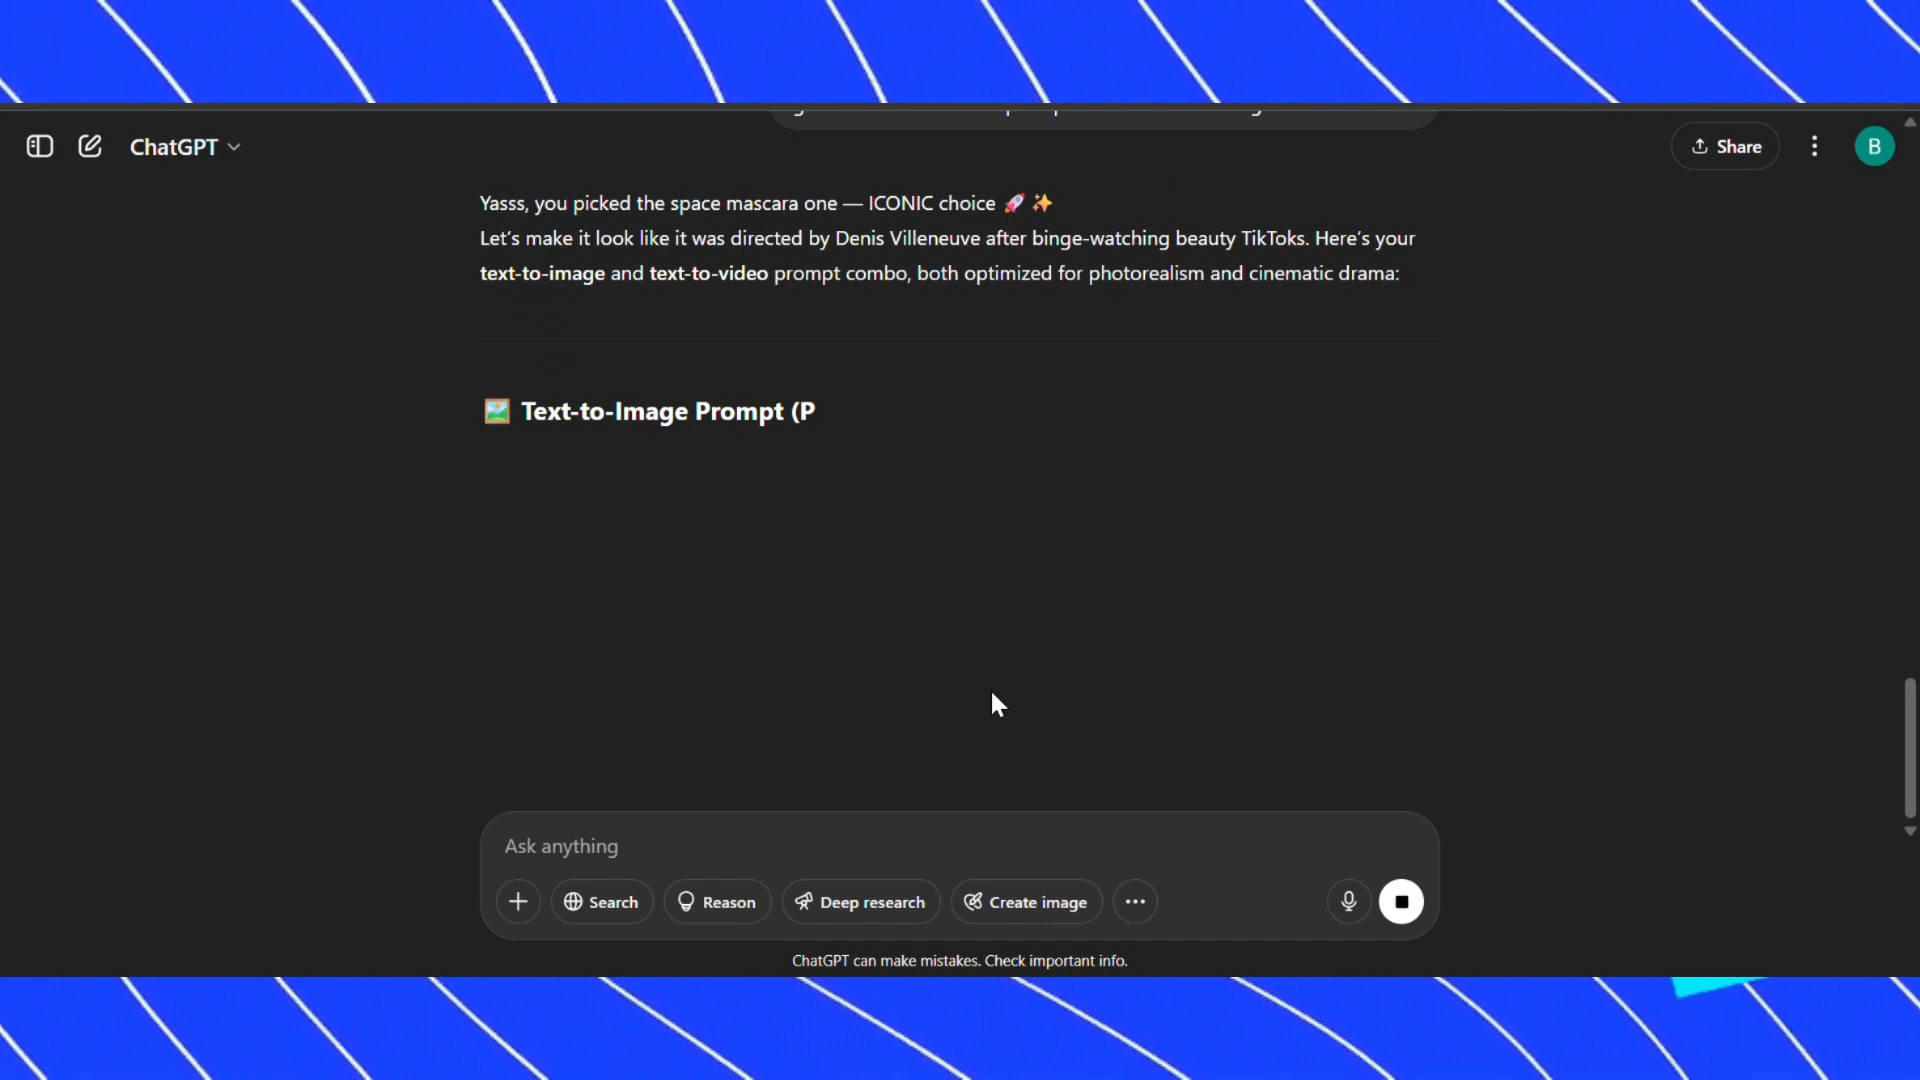 ChatGPT
Share
B
Yasss, you picked the space mascara one — ICONIC choice 🚀 ✨
Let's make it look like it was directed by Denis Villeneuve after binge-watching beauty TikToks. Here's your
text-to-image and text-to-video prompt combo, both optimized for photorealism and cinematic drama:
🖼️ Text-to-Image Prompt (P
Ask anything
Search
Reason
Deep research
Create image
ChatGPT can make mistakes. Check important info.